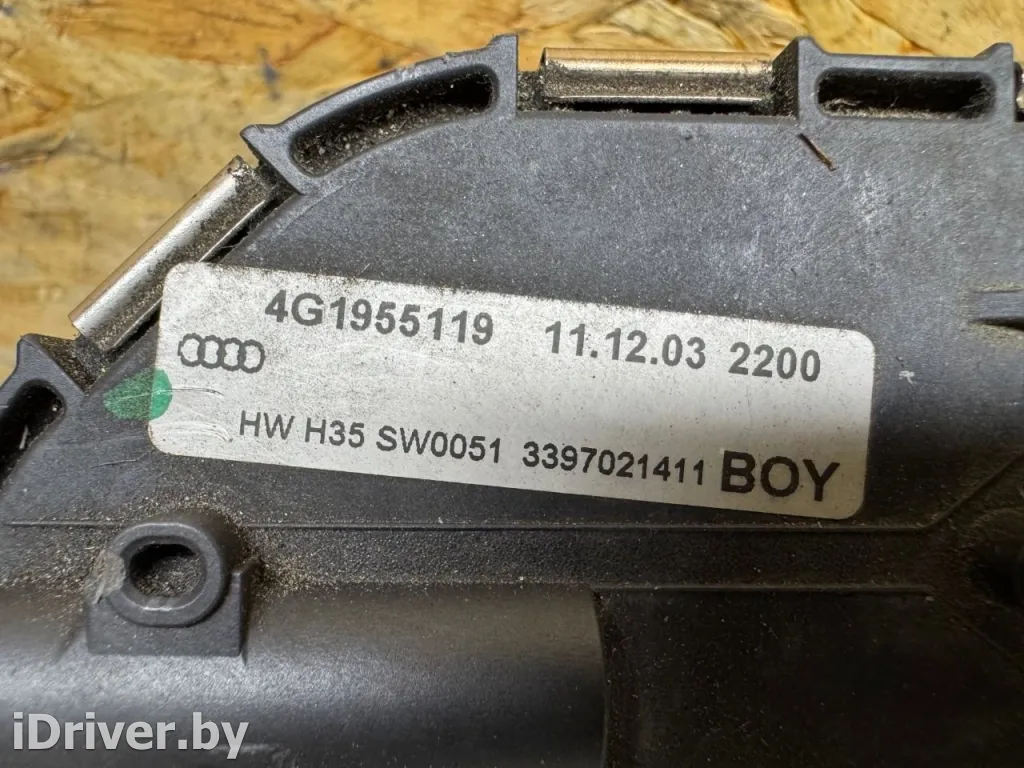 4G1955119 11.12.03 2200
HW H35 SW0051 3397021411 BOY
iDriver.by